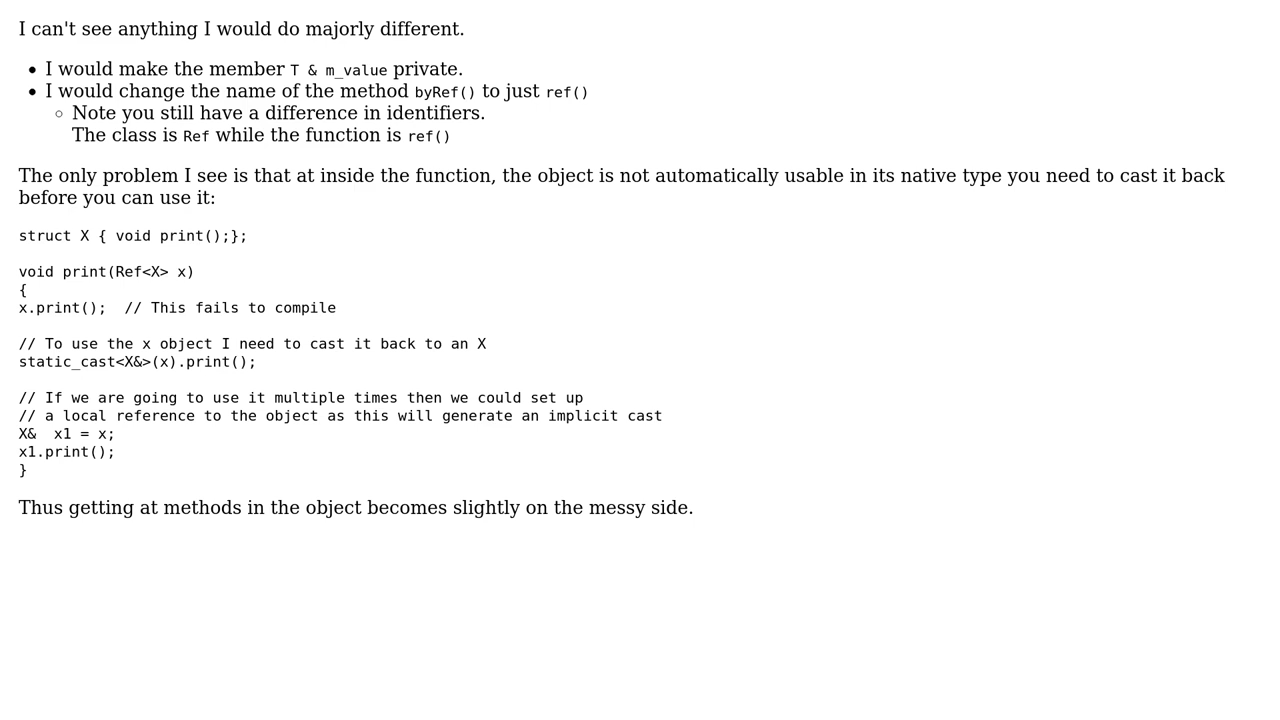 I can't see anything I would do majorly different.
I would make the member T & m_value private.
I would change the name of the method byRef() to just ref()
Note you still have a difference in identifiers.
The class is Ref while the function is ref()
The only problem I see is that at inside the function, the object is not automatically usable in its native type you need to cast it back
before you can use it:
struct X { void print();};
void print(Ref<X> x)
{
x.print();  // This fails to compile
// To use the x object I need to cast it back to an X
static_cast<X&>(x).print();
// If we are going to use it multiple times then we could set up
// a local reference to the object as this will generate an implicit cast
X&  x1 = x;
x1.print();
}
Thus getting at methods in the object becomes slightly on the messy side.